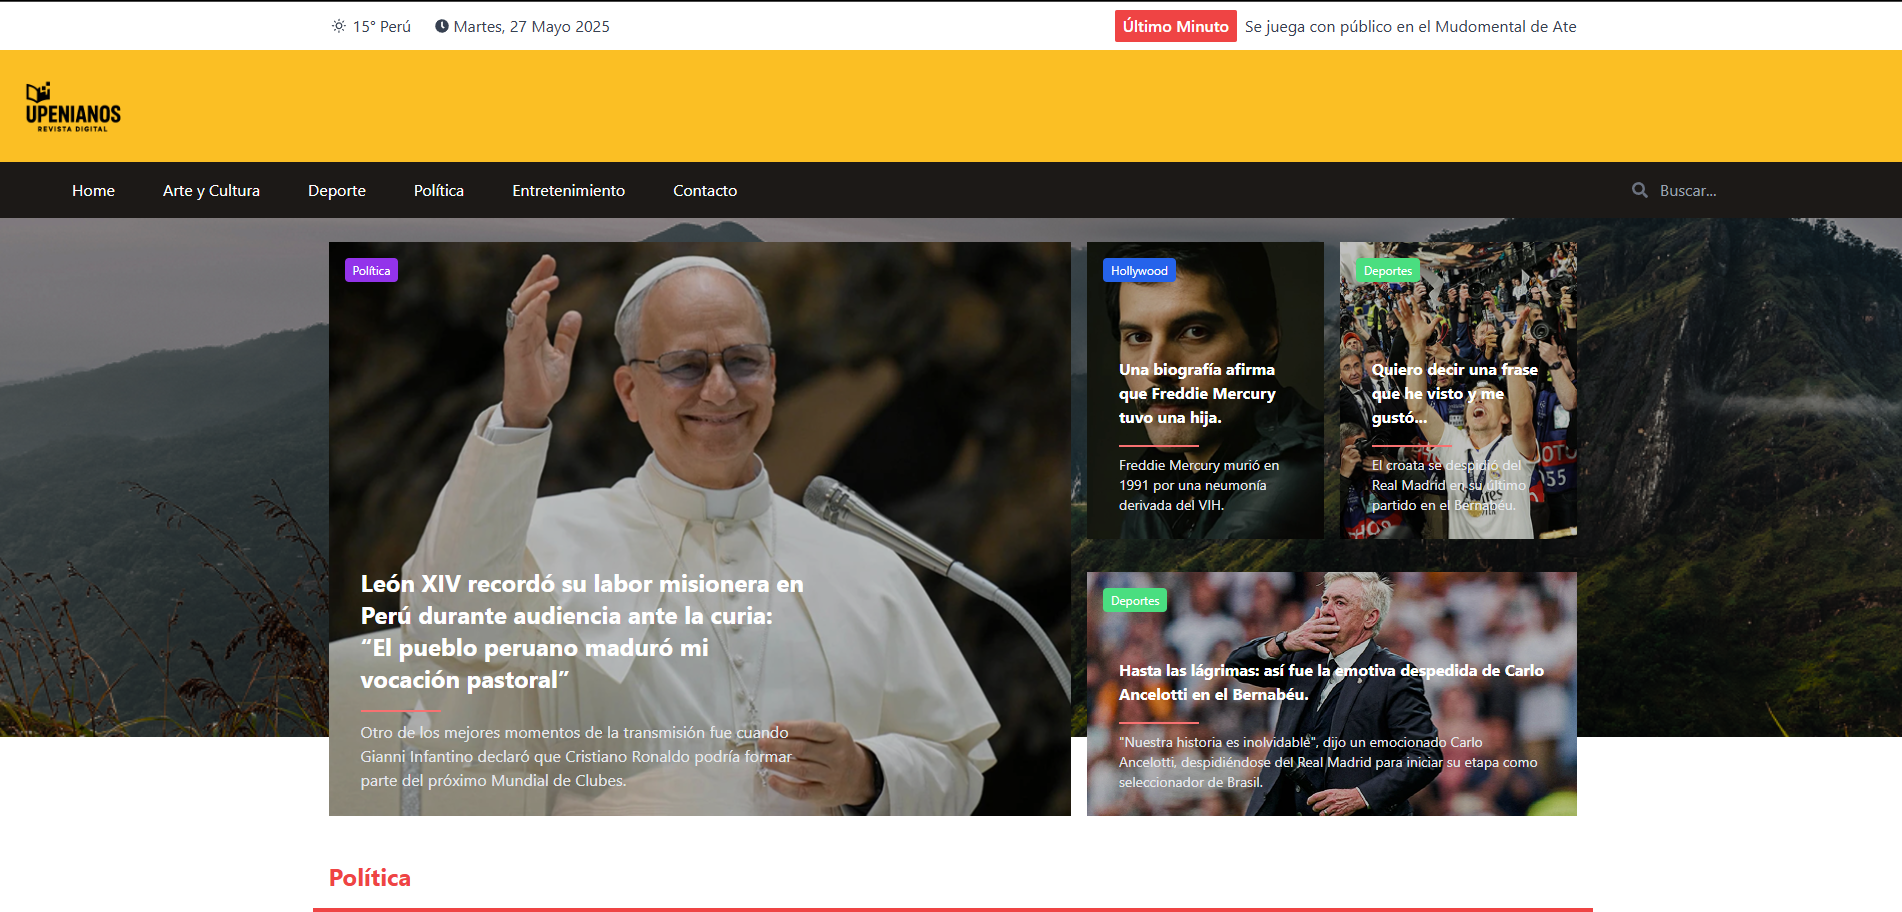 15° Perú
Martes, 27 Mayo 2025
Último Minuto
Se juega con público en el Mudomental de Ate
UPENIANOS
REVISTA DIGITAL
Home
Arte y Cultura
Deporte
Política
Entretenimiento
Contacto
Buscar...
Política
León XIV recordó su labor misionera en
Perú durante audiencia ante la curia:
“El pueblo peruano maduró mi
vocación pastoral”
Otro de los mejores momentos de la transmisión fue cuando
Gianni Infantino declaró que Cristiano Ronaldo podría formar
parte del próximo Mundial de Clubes.
Hollywood
Una biografía afirma
que Freddie Mercury
tuvo una hija.
Freddie Mercury murió en
1991 por una neumonía
derivada del VIH.
Deportes
Quiero decir una frase
que he visto y me
gustó...
El croata se despidió del
Real Madrid en su último
partido en el Bernabéu.
Deportes
Hasta las lágrimas: así fue la emotiva despedida de Carlo
Ancelotti en el Bernabéu.
"Nuestra historia es inolvidable", dijo un emocionado Carlo
Ancelotti, despidiéndose del Real Madrid para iniciar su etapa como
seleccionador de Brasil.
Política